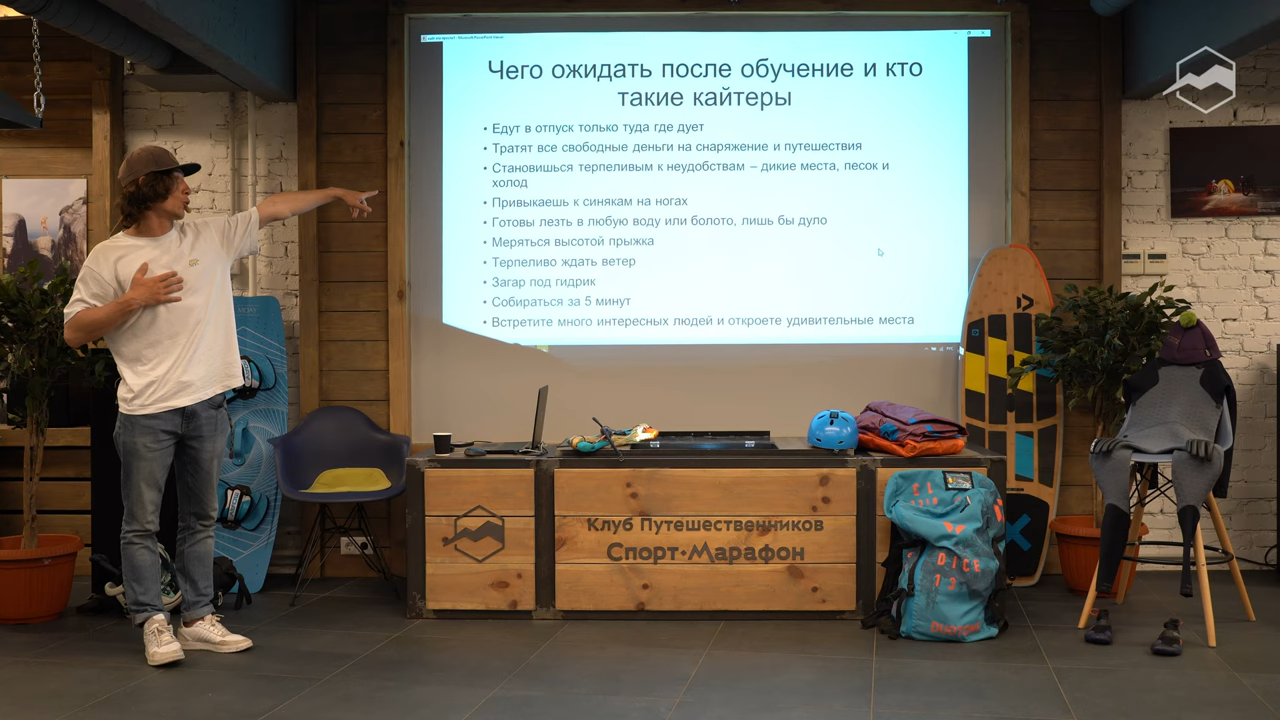 Чего ожидать после обучение и кто
такие кайтеры
• Едут в отпуск только туда где дует
• Тратят все свободные деньги на снаряжение и путешествия
• Становишься терпеливым к неудобствам – дикие места, песок и
холод
• Привыкаешь к синякам на ногах
• Готовы лезть в любую воду или болото, лишь бы дуло
• Меряться высотой прыжка
• Терпеливо ждать ветер
• Загар под гидрик
• Собираться за 5 минут
• Встретите много интересных людей и откроете удивительные места
Клуб Путешественников
Спорт-Марафон
DICE
13